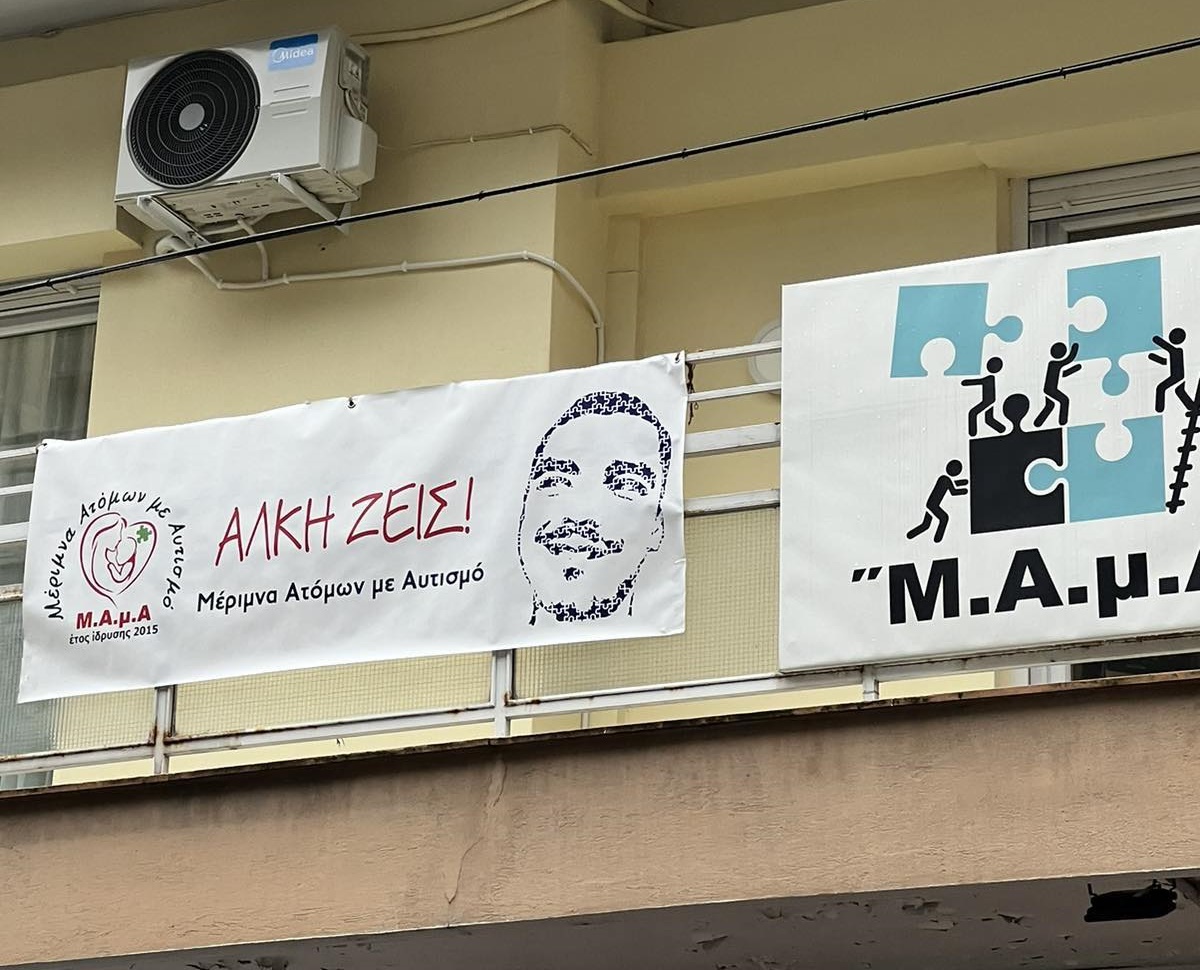 Midea
Μέριμνα Ατόμων με Αυτισμό
Μ.Α.μ.Α
έτος ίδρυσης 2015
ΑΛΚΗ ΖΕΙΣ!
Μέριμνα Ατόμων με Αυτισμό
"Μ.Α.μ.Α